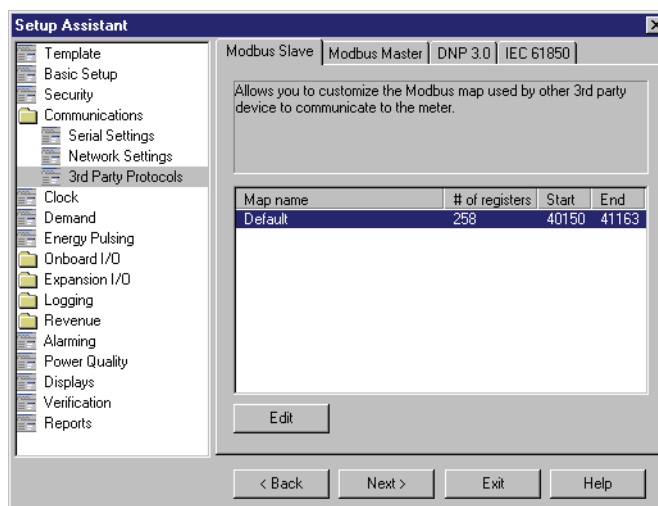 Setup Assistant
Template
Basic Setup
Security
Communications
Serial Settings
Network Settings
3rd Party Protocols
Clock
Demand
Energy Pulsing
Onboard I/O
Expansion I/O
Logging
Revenue
Alarming
Power Quality
Displays
Verification
Reports
Modbus Slave Modbus Master DNP 3.0 IEC 61850
Allows you to customize the Modbus map used by other 3rd party
device to communicate to the meter.
Map name # of registers Start End
Default 258 40150 41163
Edit
< Back Next > Exit Help